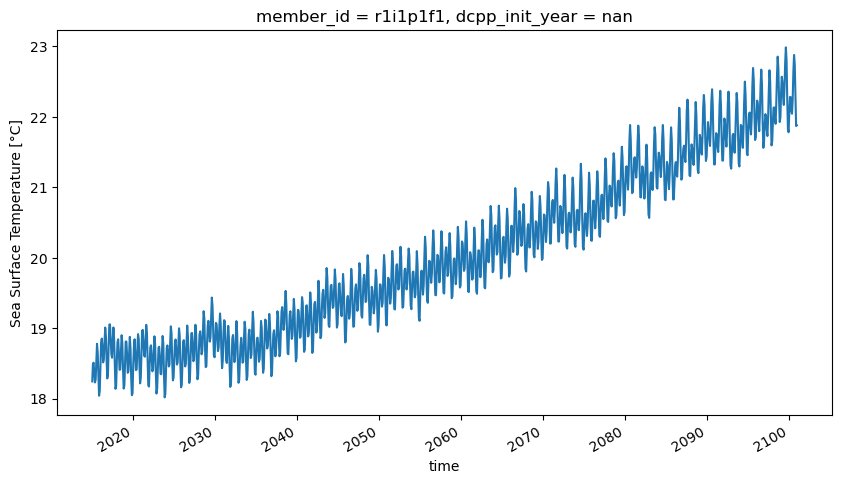 member_id = r1i1p1f1, dcpp_init_year = nan
Sea Surface Temperature [°C]
23
22
21
20
19
18
2020 2030 2040 2050 2060 2070 2080 2090 2100
time